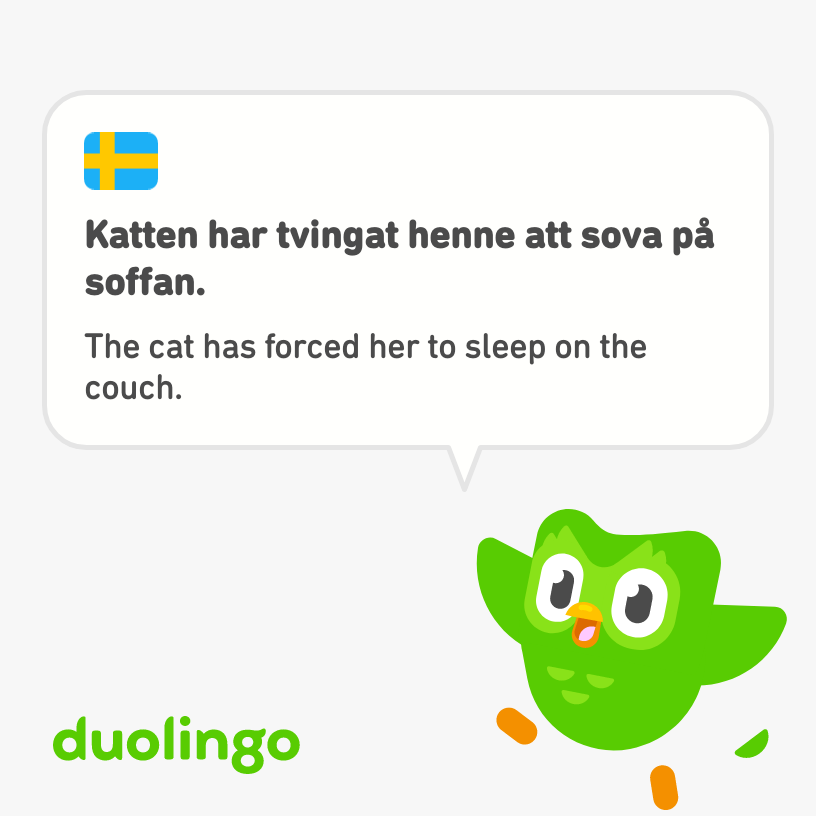 Katten har tvingat henne att sova på
soffan.
The cat has forced her to sleep on the
couch.
duolingo